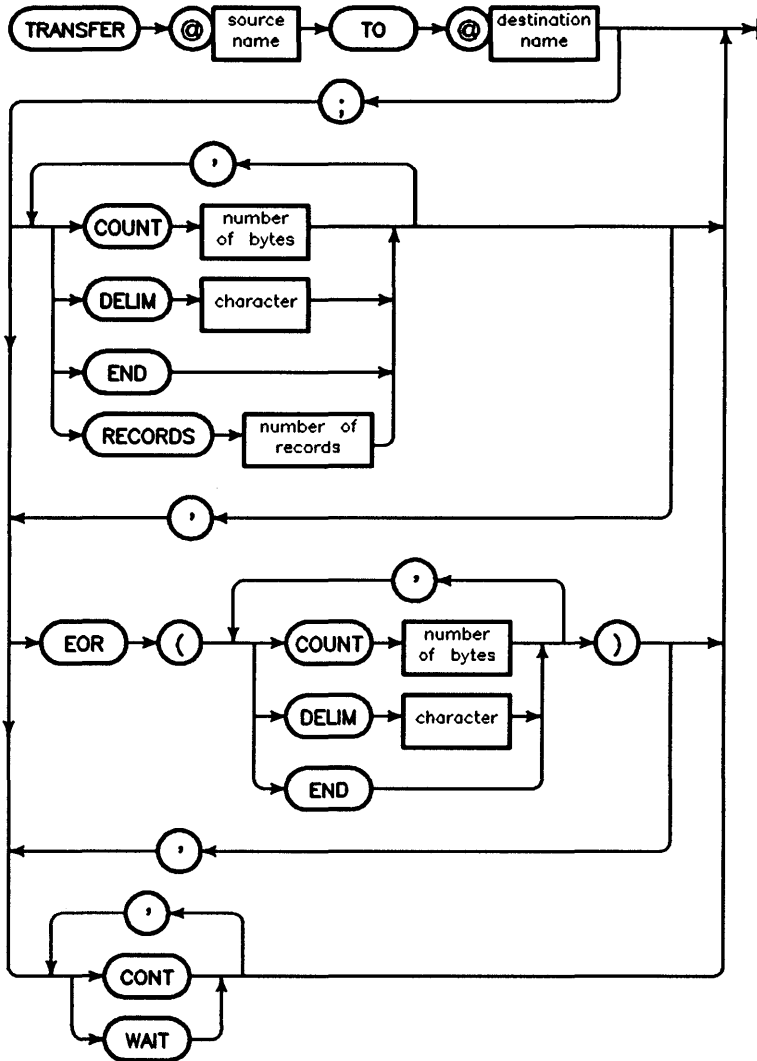 TRANSFER @ source name TO @ destination name
;
,
COUNT number of bytes
DELIM character
END
RECORDS number of records
,
,
EOR ( COUNT number of bytes )
DELIM character
END
,
,
CONT
WAIT